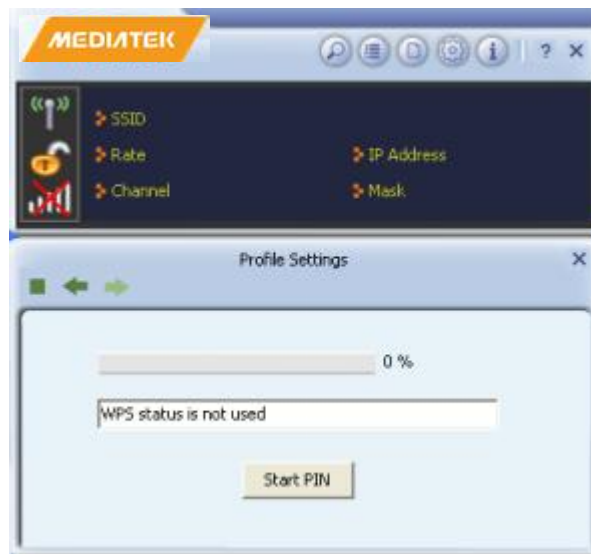 MEDIATEK
i ? ×
SSID
Rate
IP Address
Channel
Mask
Profile Settings ×
0 %
WPS status is not used
Start PIN